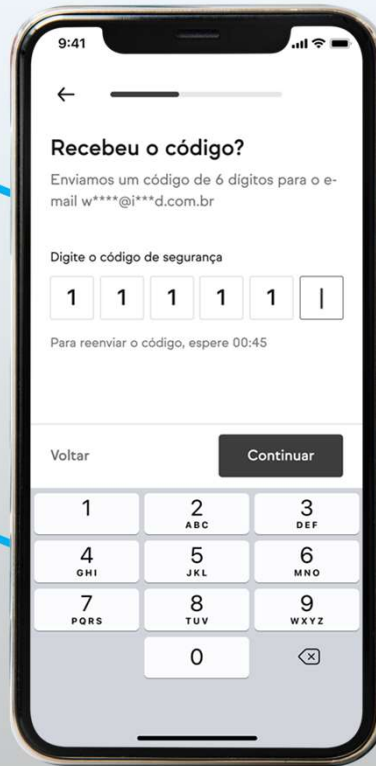 9:41
Recebeu o código?
Enviamos um código de 6 dígitos para o e-
mail w****@i***d.com.br
Digite o código de segurança
1 1 1 1 1 |
Para reenviar o código, espere 00:45
Voltar Continuar
1 2 3
ABC DEF
4 5 6
GHI JKL MNO
7 8 9
PQRS TUV WXYZ
0